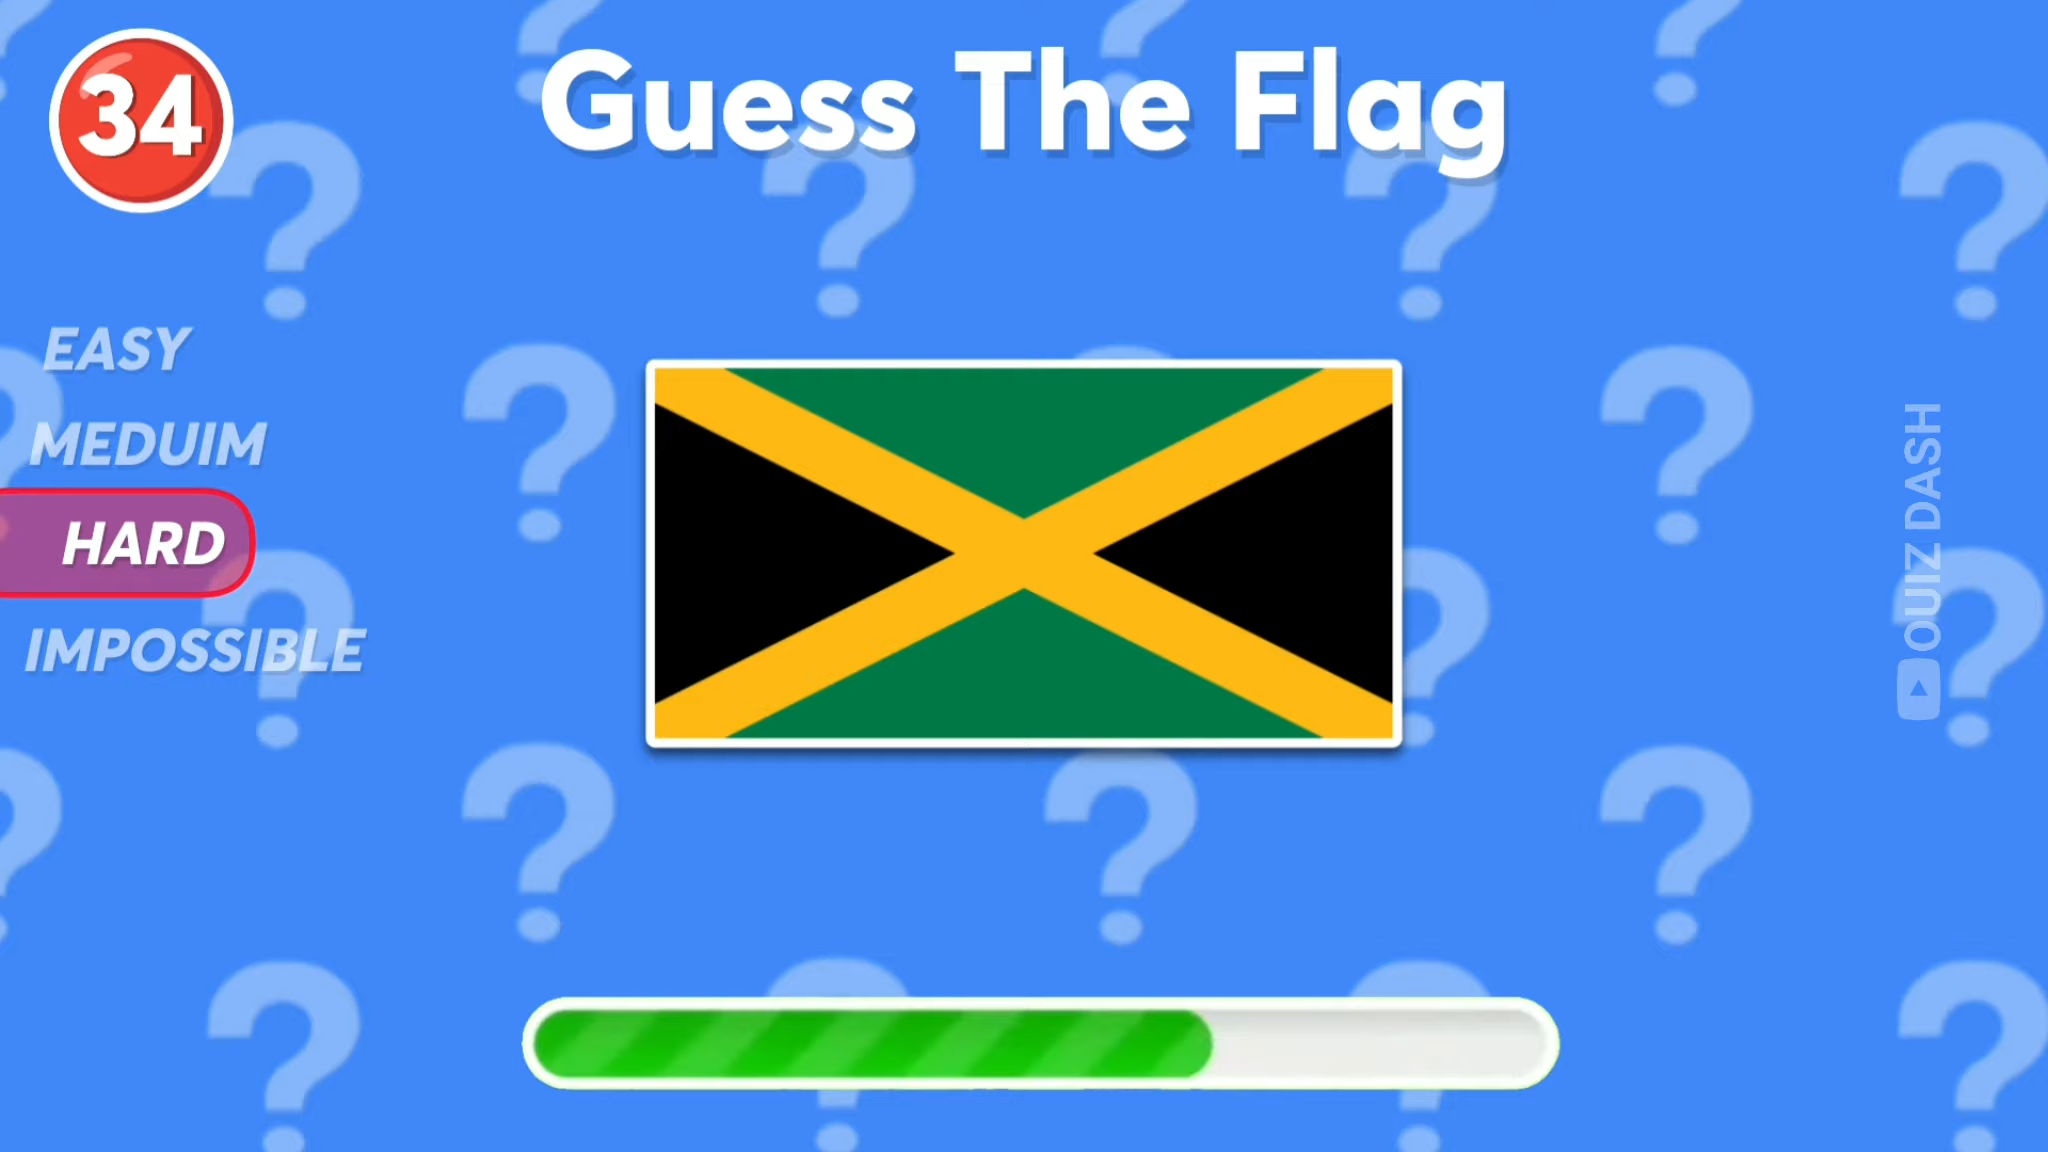 34
Guess The Flag
EASY
MEDUIM
HARD
IMPOSSIBLE
QUIZ DASH